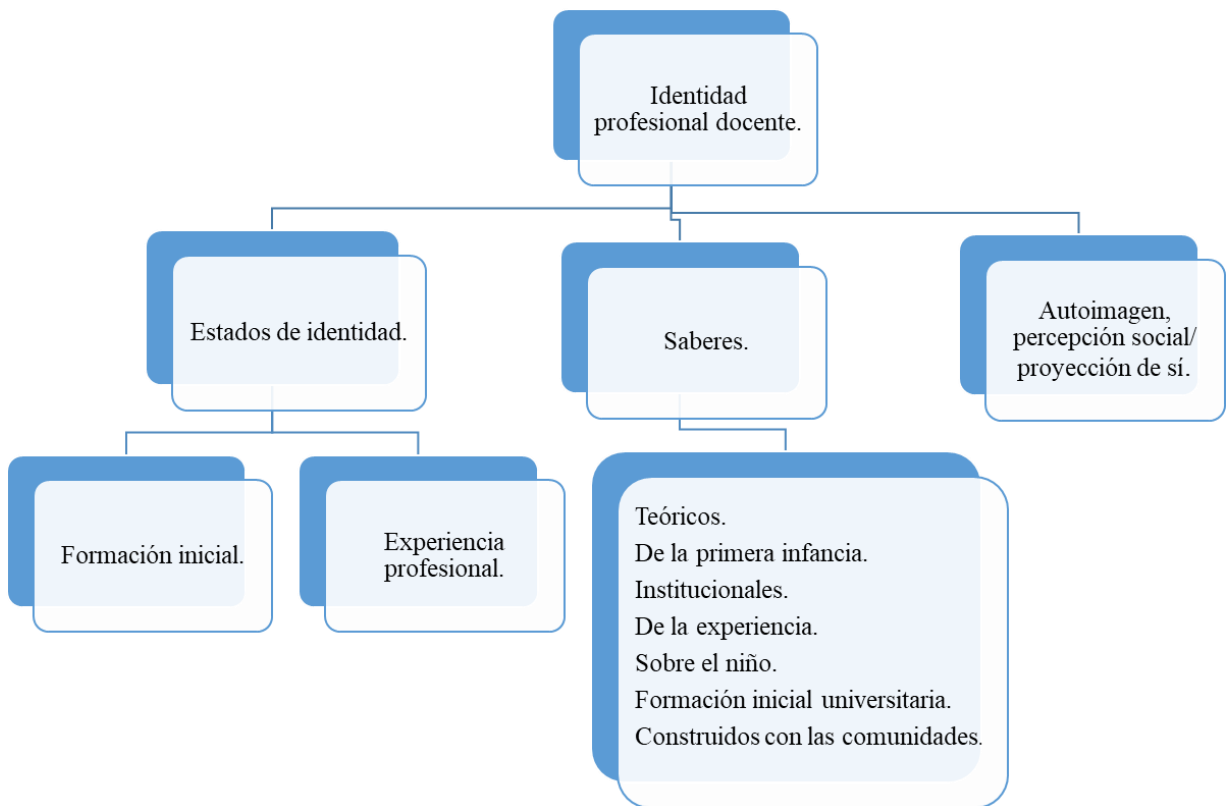 Identidad
profesional docente.
Estados de identidad.
Saberes.
Autoimagen,
percepción social/
proyección de sí.
Formación inicial.
Experiencia
profesional.
Teóricos.
De la primera infancia.
Institucionales.
De la experiencia.
Sobre el niño.
Formación inicial universitaria.
Construidos con las comunidades.